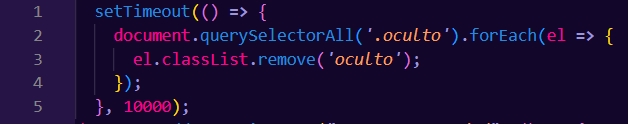 1 setTimeout(() => {
2 document.querySelectorAll('.oculto').forEach(el => {
3 el.classList.remove('oculto');
4 });
5 }, 10000);